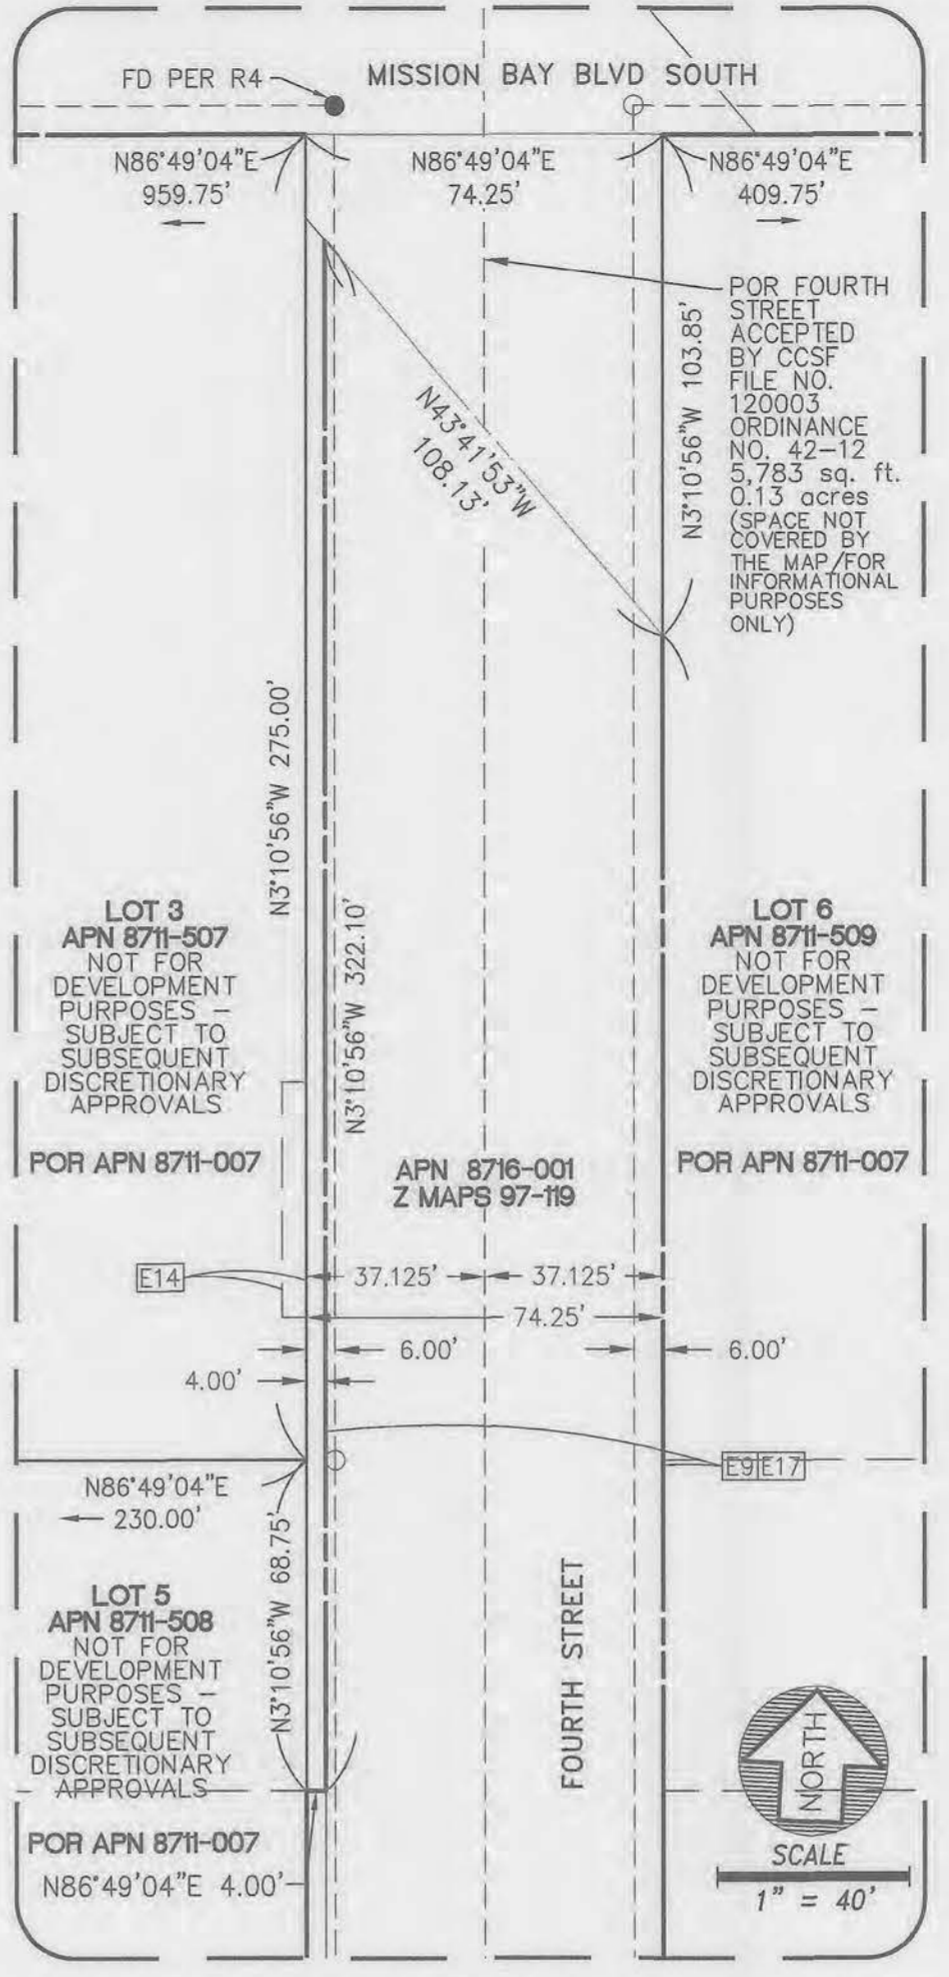 FD PER R4
MISSION BAY BLVD SOUTH
N86°49'04"E
959.75'
N86°49'04"E
74.25'
N86°49'04"E
409.75'
POR FOURTH
STREET
ACCEPTED
BY CCSF
FILE NO.
120003
ORDINANCE
NO. 42-12
5,783 sq. ft.
0.13 acres
(SPACE NOT
COVERED BY
THE MAP/FOR
INFORMATIONAL
PURPOSES
ONLY)
N3°10'56"W 103.85'
N43°41'53"W
108.13'
N3°10'56"W 275.00'
N3°10'56"W 322.10'
LOT 3
APN 8711-507
NOT FOR
DEVELOPMENT
PURPOSES –
SUBJECT TO
SUBSEQUENT
DISCRETIONARY
APPROVALS
POR APN 8711-007
LOT 6
APN 8711-509
NOT FOR
DEVELOPMENT
PURPOSES –
SUBJECT TO
SUBSEQUENT
DISCRETIONARY
APPROVALS
POR APN 8711-007
APN 8716-001
Z MAPS 97-119
E14
37.125'
37.125'
74.25'
6.00'
6.00'
4.00'
E9 E17
N86°49'04"E
230.00'
N3°10'56"W 68.75'
LOT 5
APN 8711-508
NOT FOR
DEVELOPMENT
PURPOSES –
SUBJECT TO
SUBSEQUENT
DISCRETIONARY
APPROVALS
POR APN 8711-007
N86°49'04"E 4.00'
FOURTH STREET
NORTH
SCALE
1" = 40'